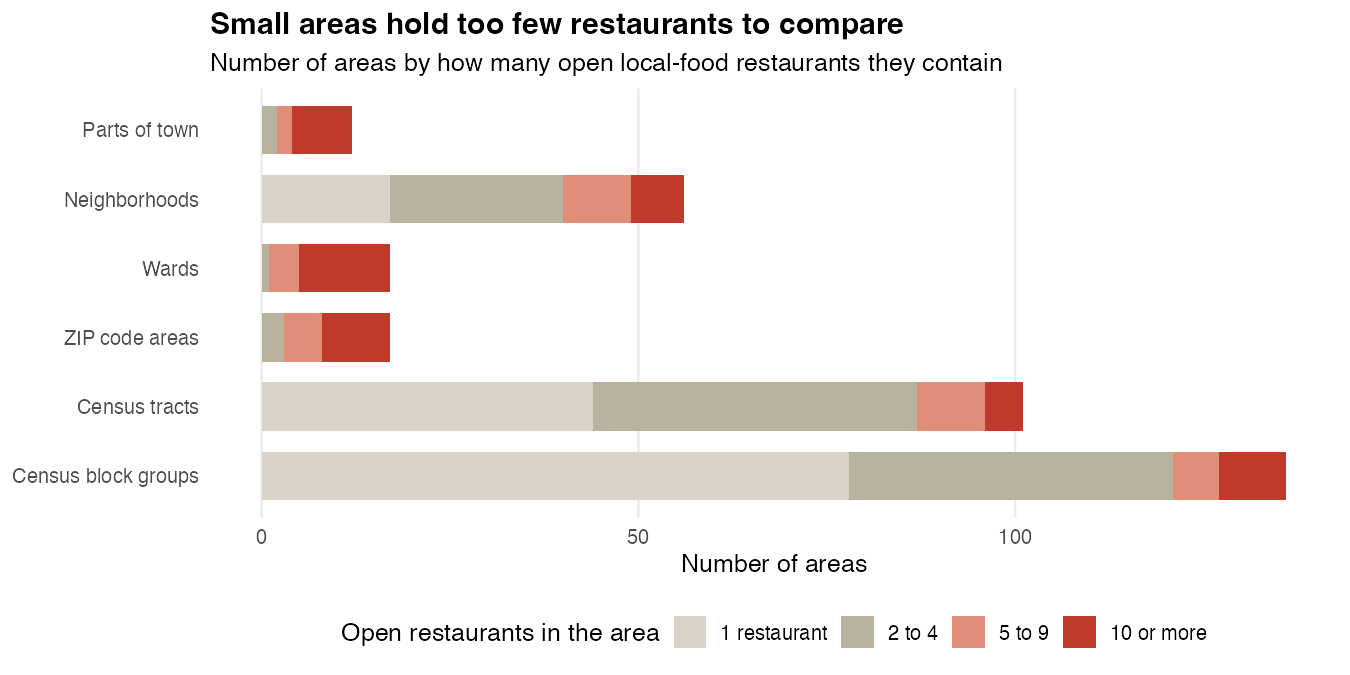 Small areas hold too few restaurants to compare
Number of areas by how many open local-food restaurants they contain
Parts of town
Neighborhoods
Wards
ZIP code areas
Census tracts
Census block groups
0 50 100
Number of areas
Open restaurants in the area 1 restaurant 2 to 4 5 to 9 10 or more